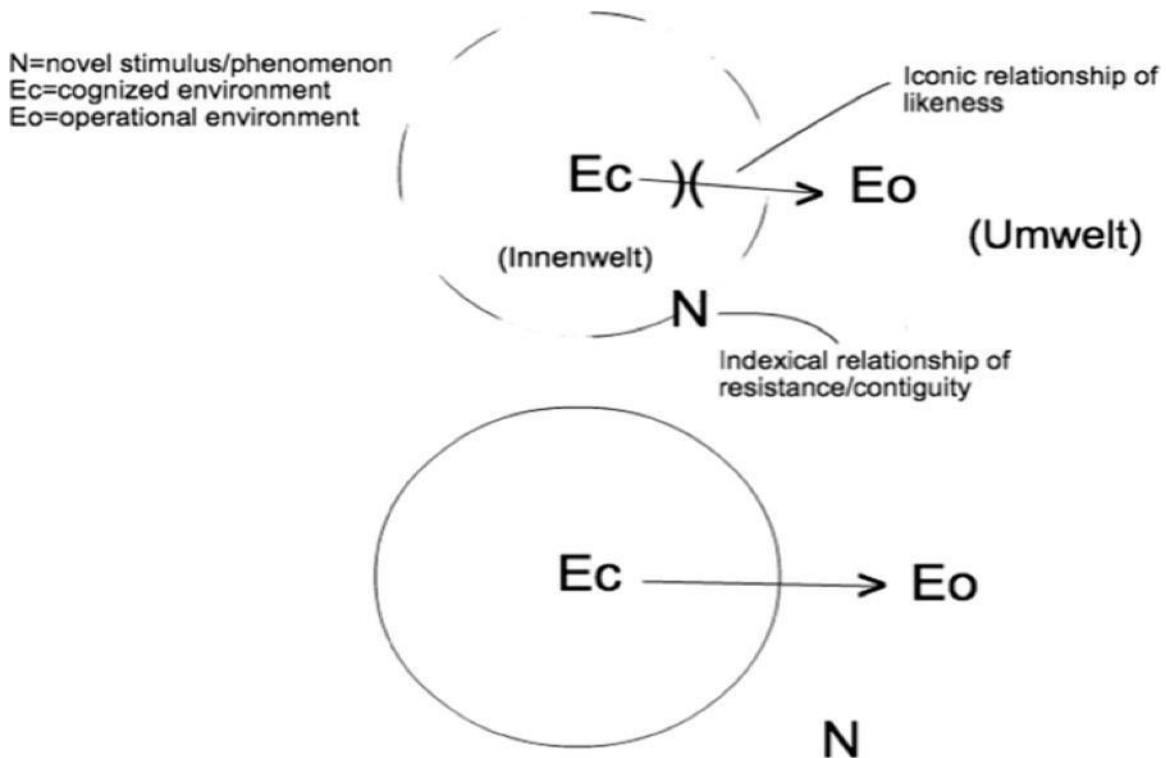 N=novel stimulus/phenomenon
Ec=cognized environment
Eo=operational environment
Iconic relationship of
likeness
Ec )( Eo
(Umwelt)
(Innenwelt)
N
Indexical relationship of
resistance/contiguity
Ec Eo
N